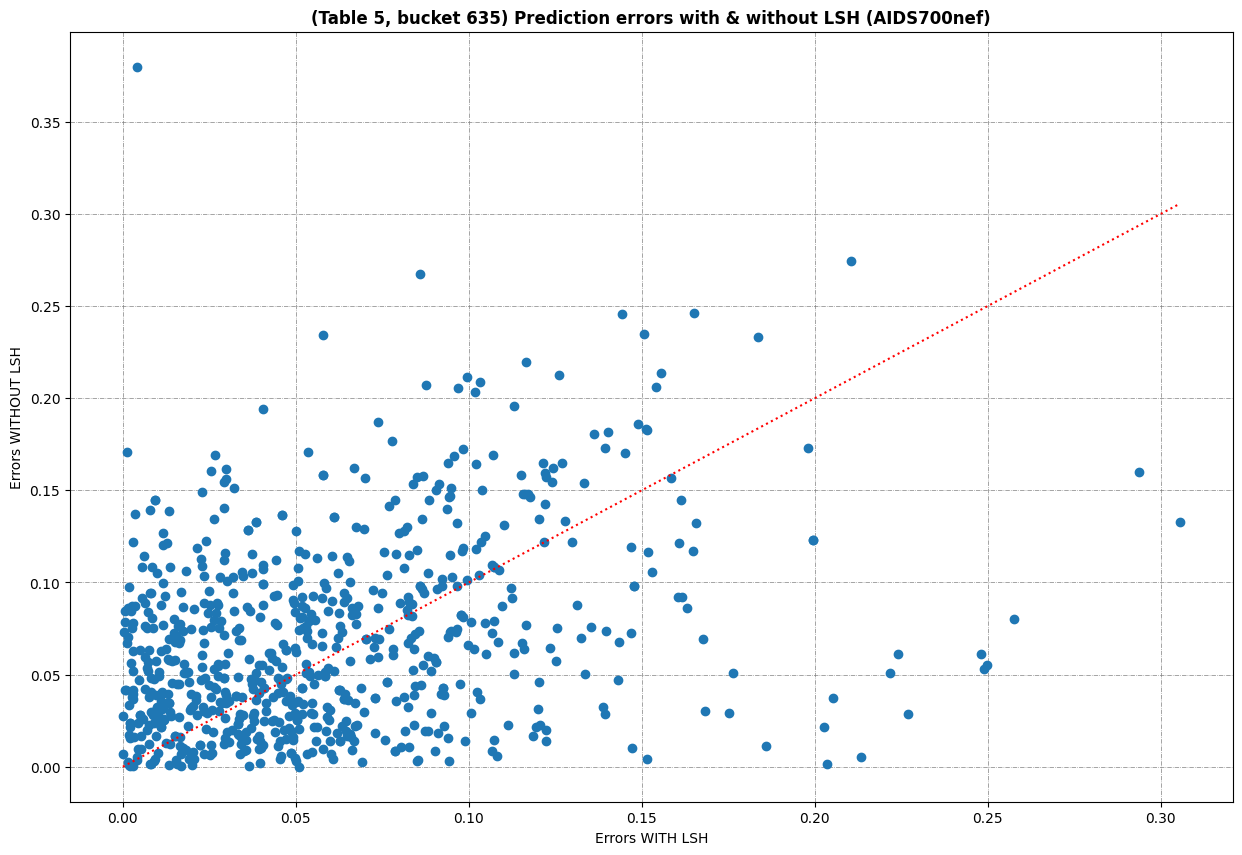 (Table 5, bucket 635) Prediction errors with & without LSH (AIDS700nef)
Errors WITHOUT LSH
0.35
0.30
0.25
0.20
0.15
0.10
0.05
0.00
0.00 0.05 0.10 0.15 0.20 0.25 0.30
Errors WITH LSH